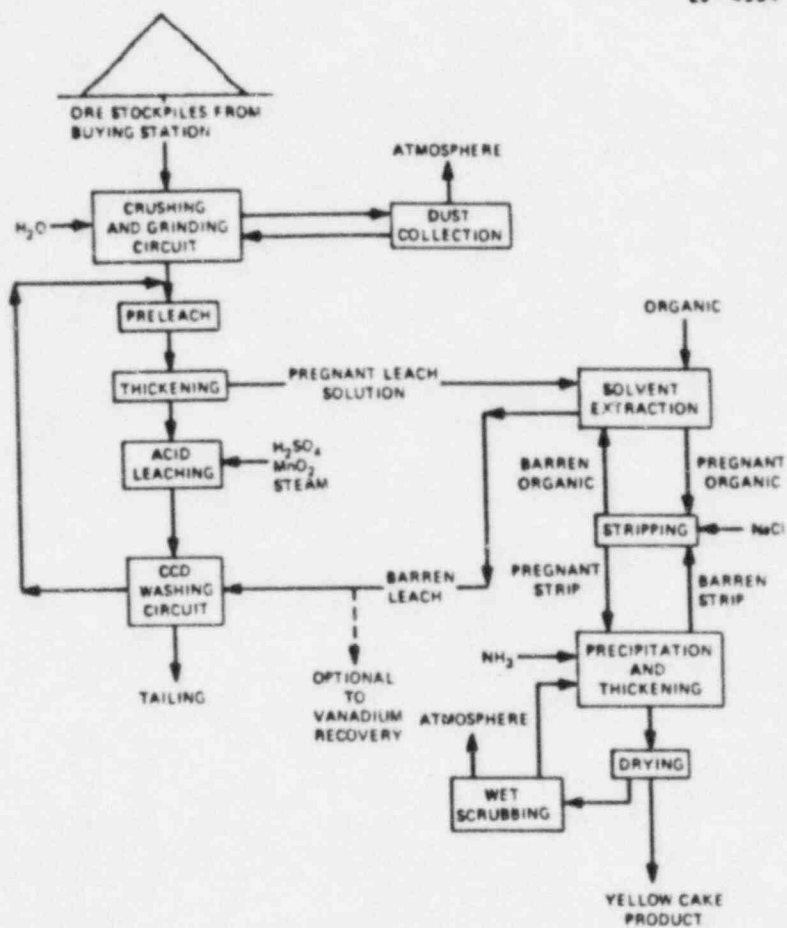 ORE STOCKPILES FROM
BUYING STATION
ATMOSPHERE
H₂O
CRUSHING
AND GRINDING
CIRCUIT
DUST
COLLECTION
PRELEACH
ORGANIC
THICKENING
PREGNANT LEACH
SOLUTION
SOLVENT
EXTRACTION
ACID
LEACHING
H₂SO₄
MnO₂
STEAM
BARREN
ORGANIC
PREGNANT
ORGANIC
STRIPPING
NaCl
CCD
WASHING
CIRCUIT
BARREN
LEACH
PREGNANT
STRIP
BARREN
STRIP
TAILING
OPTIONAL
TO
VANADIUM
RECOVERY
NH₃
PRECIPITATION
AND
THICKENING
ATMOSPHERE
DRYING
WET
SCRUBBING
YELLOW CAKE
PRODUCT